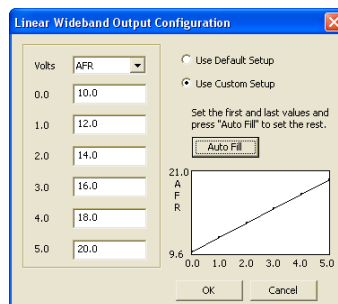 Linear Wideband Output Configuration
Volts AFR
0.0 10.0
1.0 12.0
2.0 14.0
3.0 16.0
4.0 18.0
5.0 20.0
Use Default Setup
Use Custom Setup
Set the first and last values and
press "Auto Fill" to set the rest.
Auto Fill
21.0
A
F
R
9.6
0.0 1.0 2.0 3.0 4.0 5.0
OK Cancel